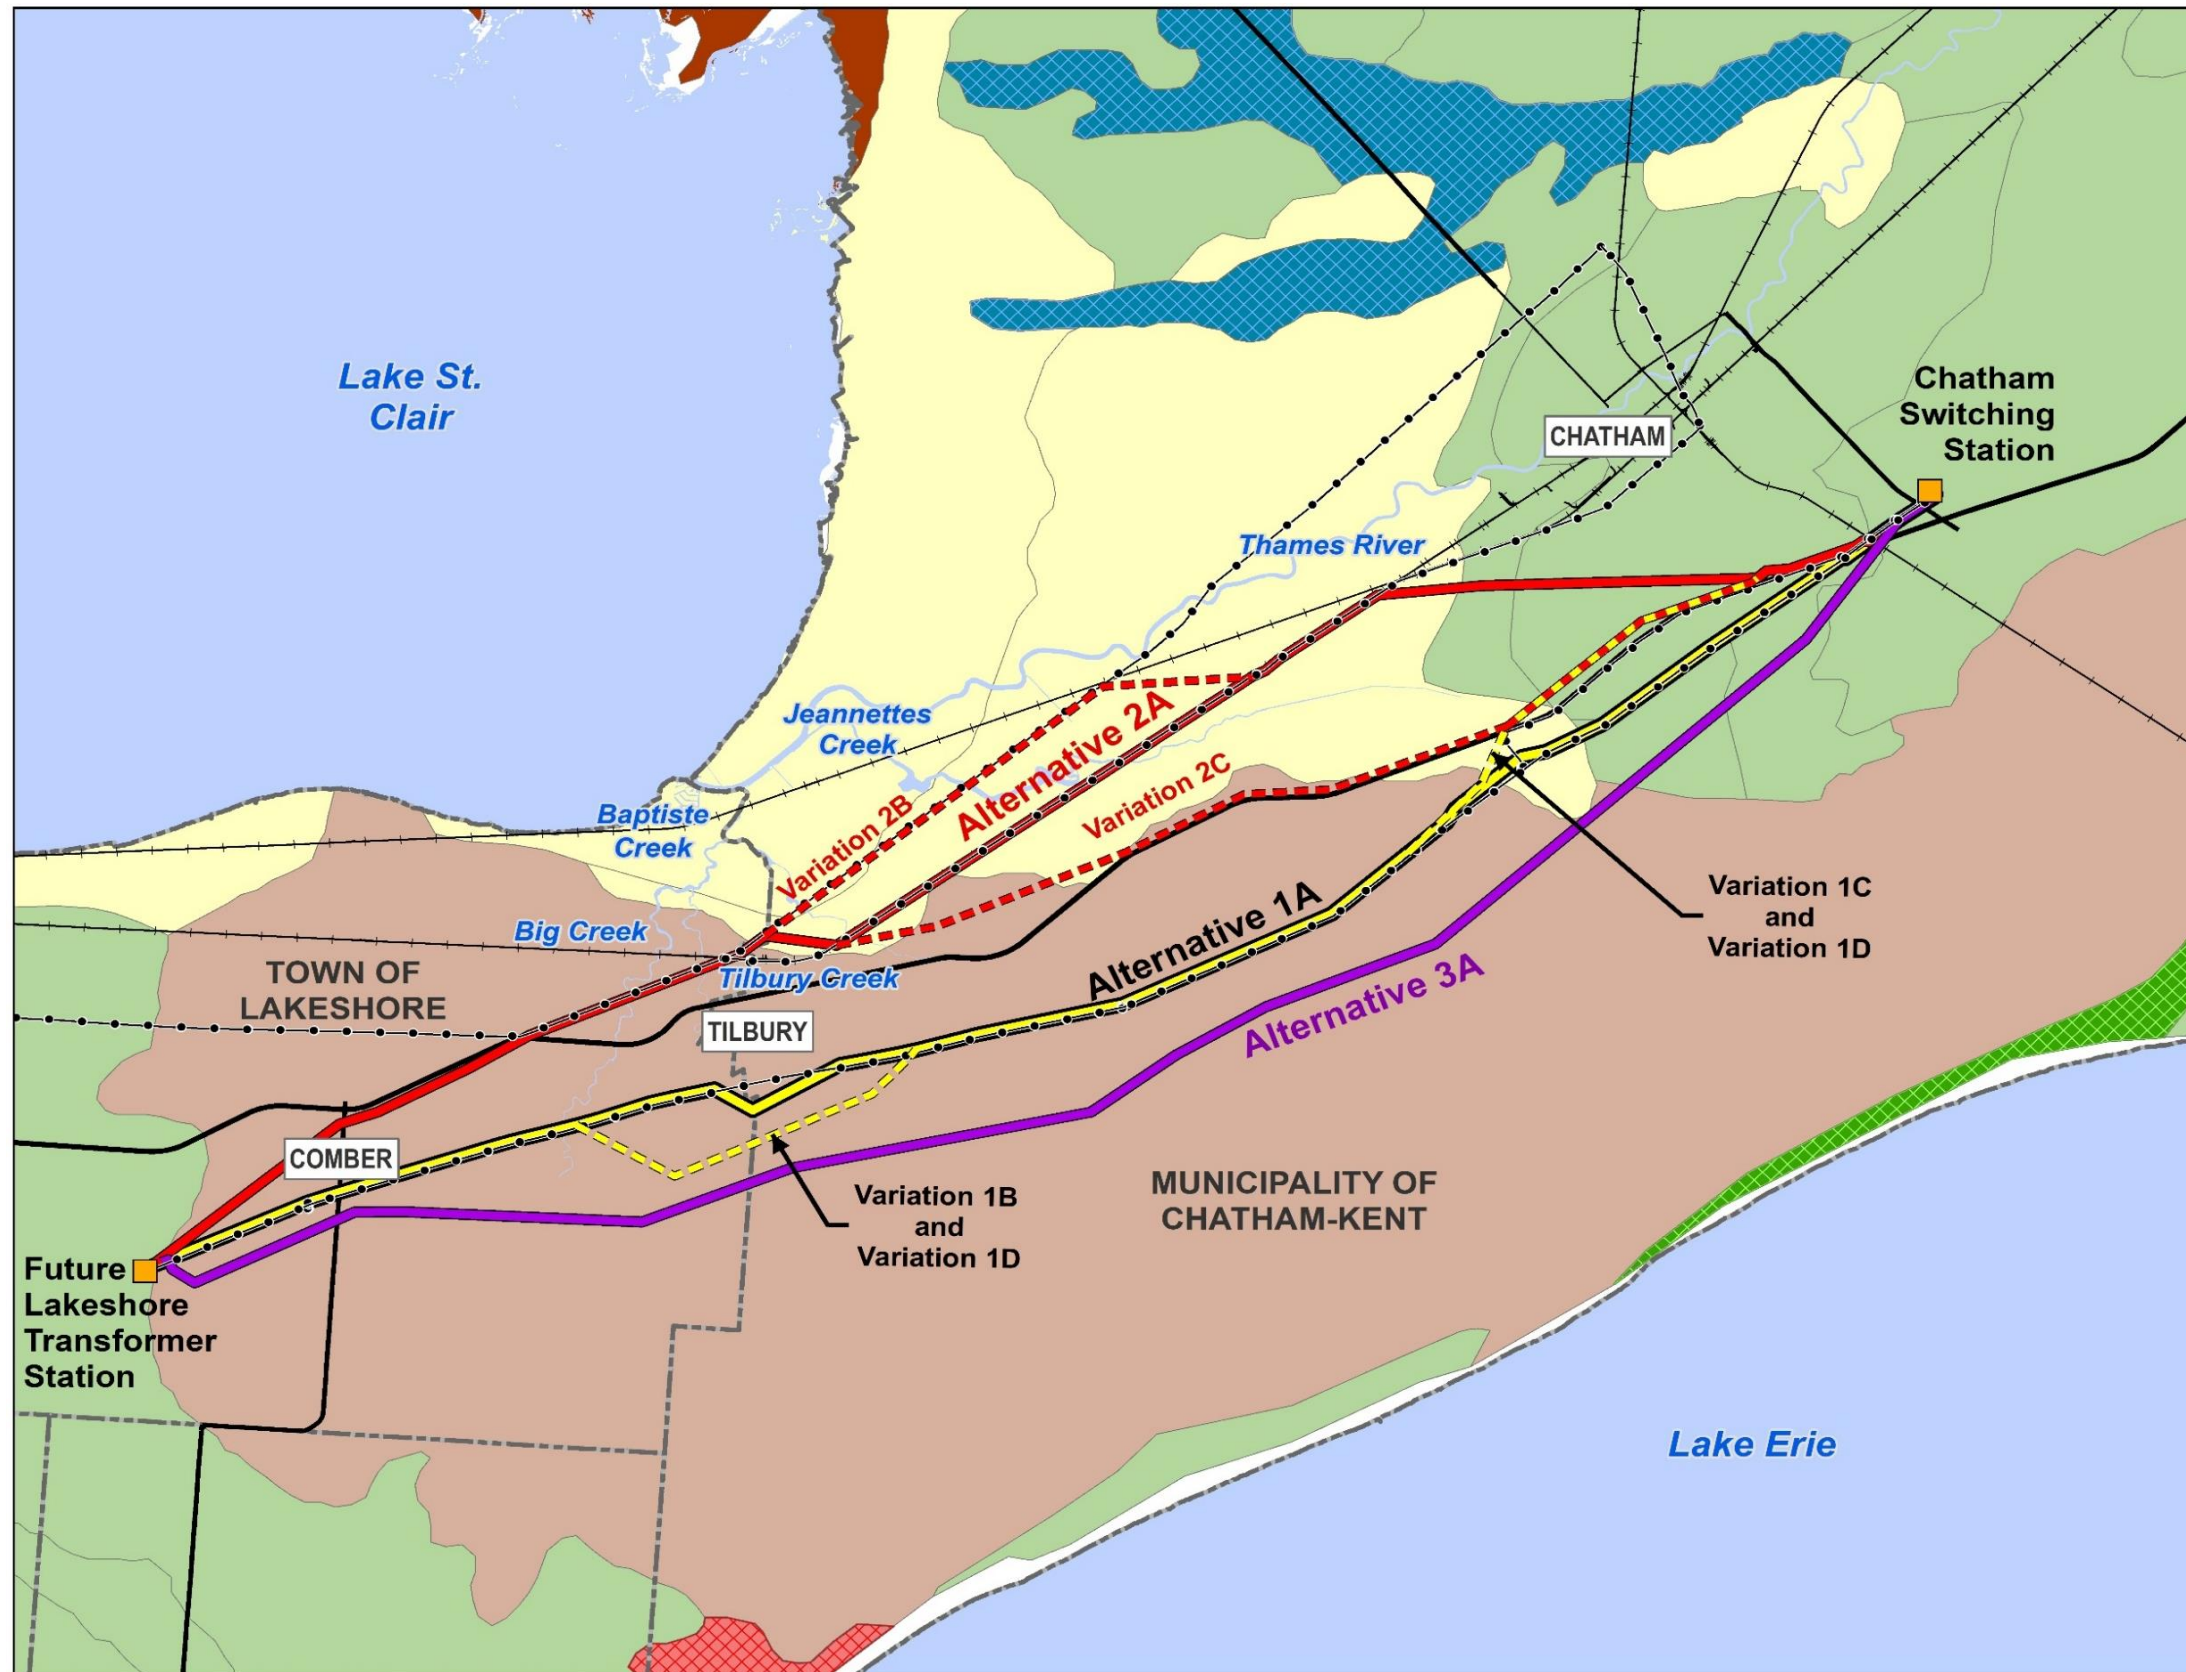 Lake St.
Clair
Chatham
Switching
Station
CHATHAM
Thames River
Jeannettes
Creek
Alternative 2A
Variation 2C
Variation 2B
Baptiste
Creek
Variation 1C
and
Variation 1D
Alternative 1A
Big Creek
TOWN OF
LAKESHORE
Tilbury Creek
Alternative 3A
TILBURY
COMBER
Variation 1B
and
Variation 1D
MUNICIPALITY OF
CHATHAM-KENT
Future
Lakeshore
Transformer
Station
Lake Erie